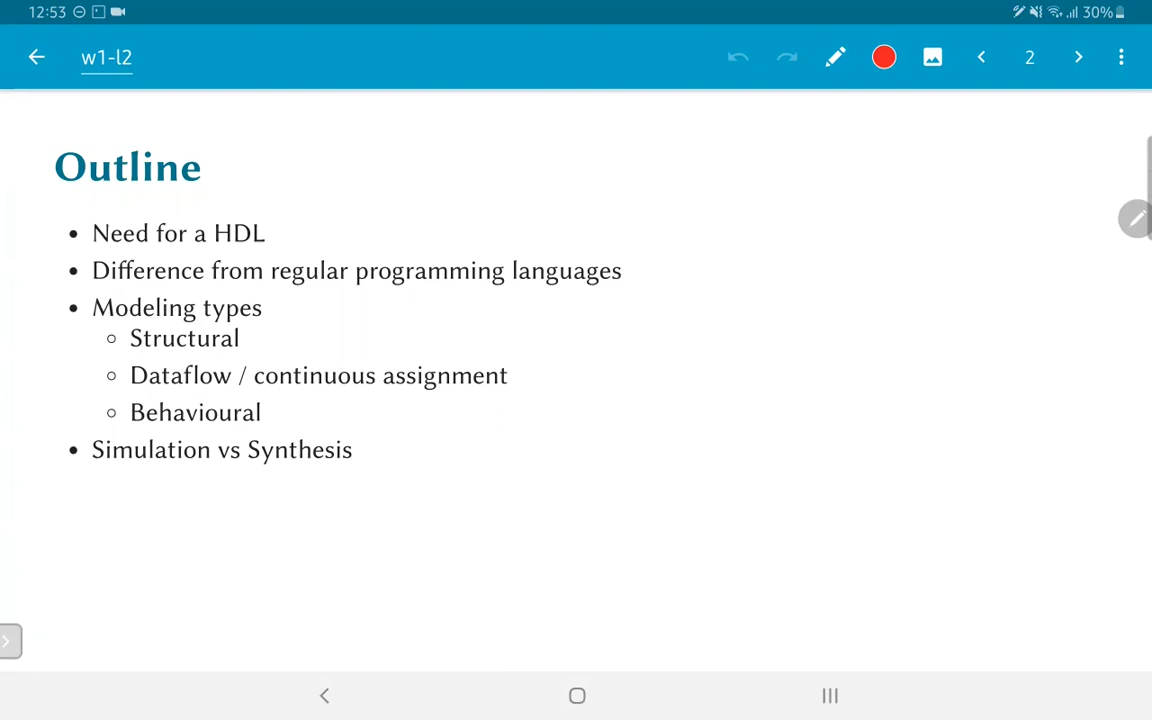 12:53 30%
w1-l2 2
Outline
• Need for a HDL
• Difference from regular programming languages
• Modeling types
◦ Structural
◦ Dataflow / continuous assignment
◦ Behavioural
• Simulation vs Synthesis